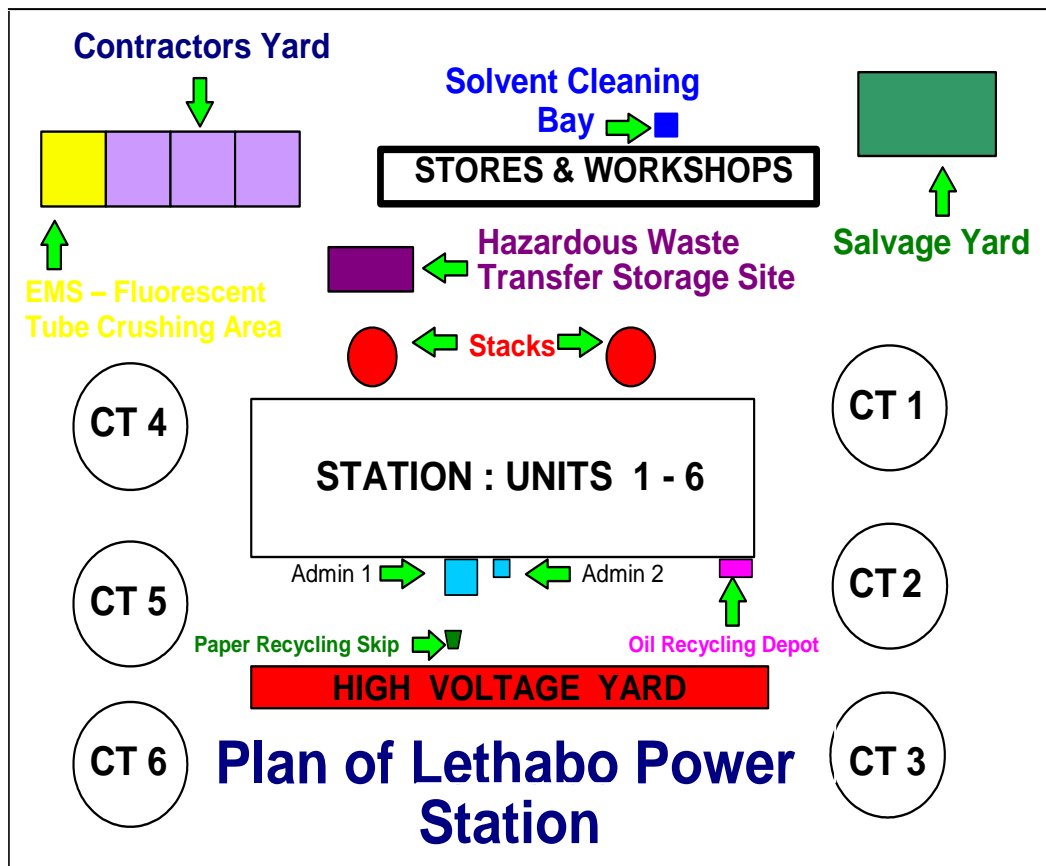 Contractors Yard
Solvent Cleaning
Bay
STORES & WORKSHOPS
Salvage Yard
Hazardous Waste
Transfer Storage Site
EMS – Fluorescent
Tube Crushing Area
Stacks
CT 4
CT 1
STATION : UNITS 1 - 6
Admin 1
Admin 2
CT 5
CT2
Paper Recycling Skip
Oil Recycling Depot
HIGH VOLTAGE YARD
CT 6
CT 3
Plan of Lethabo Power
Station